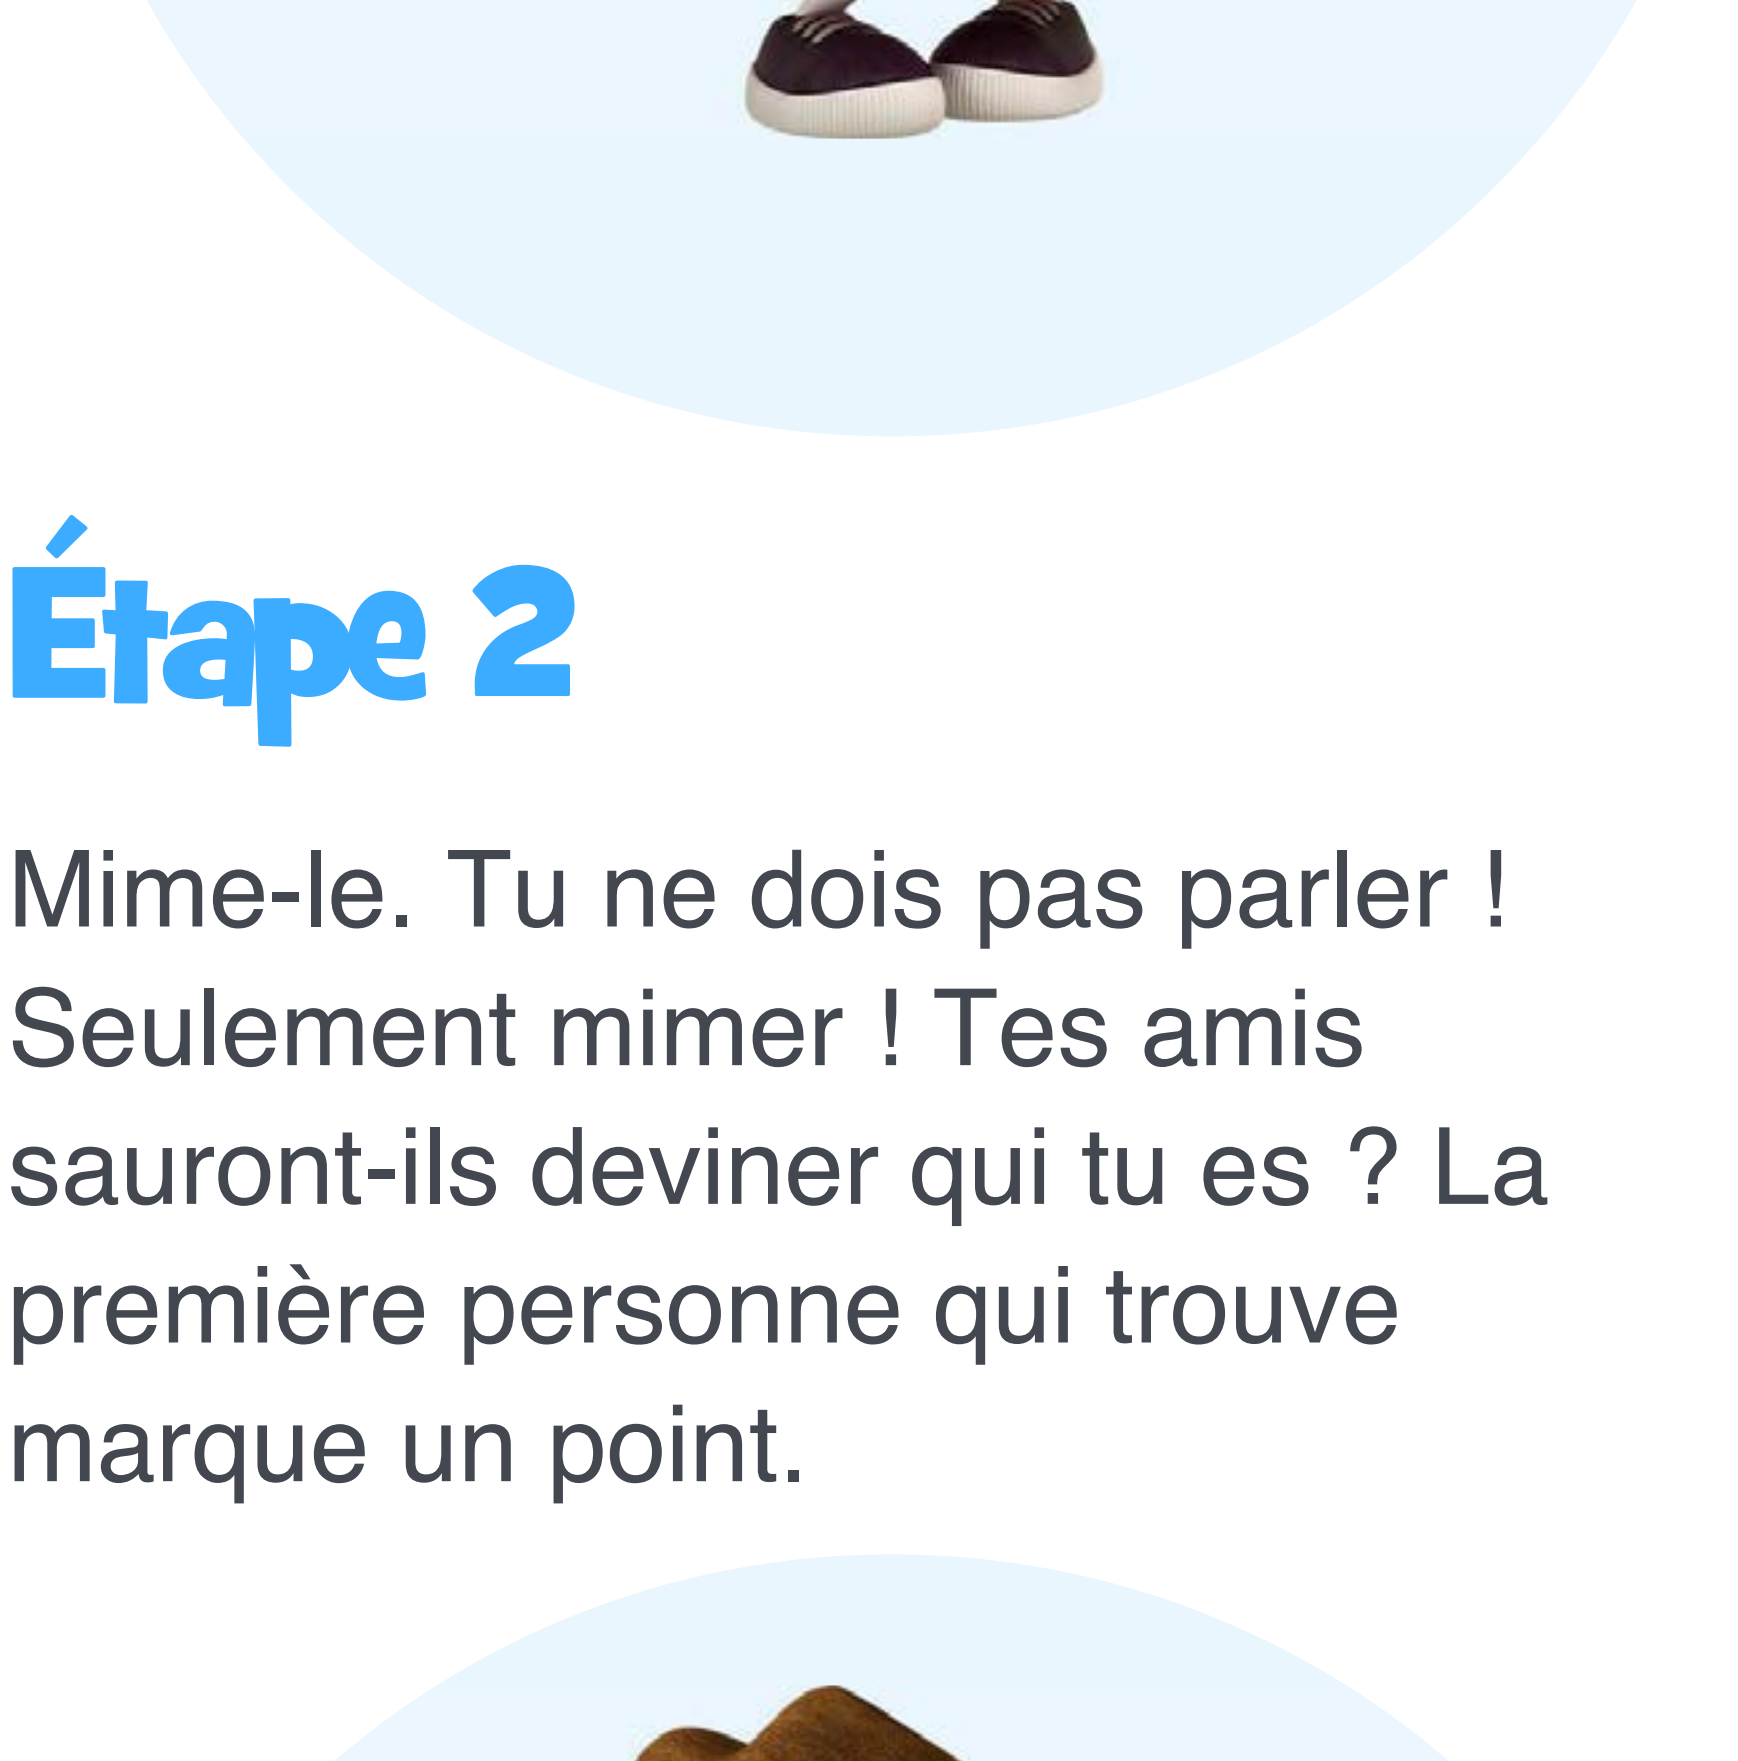 Étape 2
Mime-le. Tu ne dois pas parler !
Seulement mimer ! Tes amis
sauront-ils deviner qui tu es ? La
première personne qui trouve
marque un point.